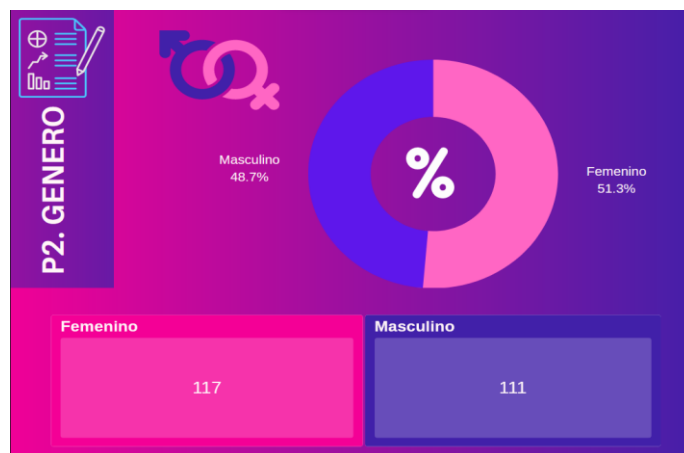 P2. GENERO
Masculino
48.7%
%
Femenino
51.3%
Femenino
Masculino
117
111